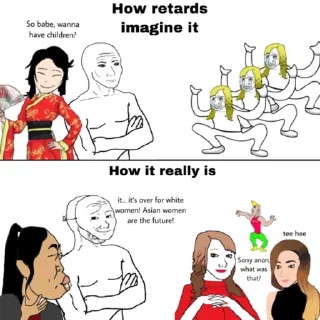 How retards
imagine it
So babe, wanna
have children?
How it really is
it... it's over for white
women! Asian women
are the future!
tee hee
Sorry anon,
what was
that?